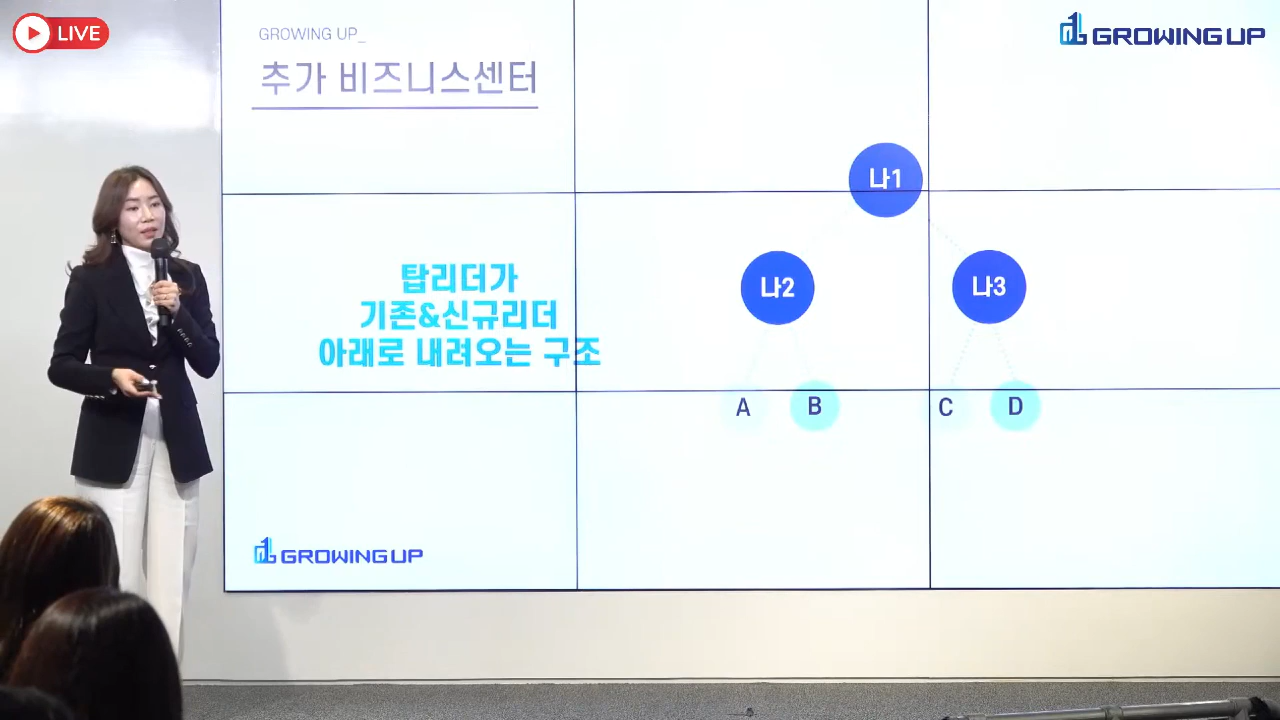 LIVE
GROWING UP
GROWING UP_
추가 비즈니스센터
나1
나2
나3
탑리더가
기존&신규리더
아래로 내려오는 구조
A
B
C
D
GROWING UP